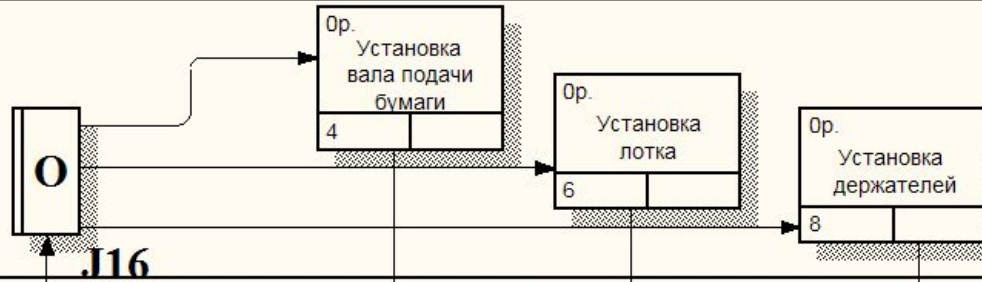 0р.
Установка
вала подачи
бумаги
4
0р.
Установка
лотка
6
0р.
Установка
держателей
8
O
J16